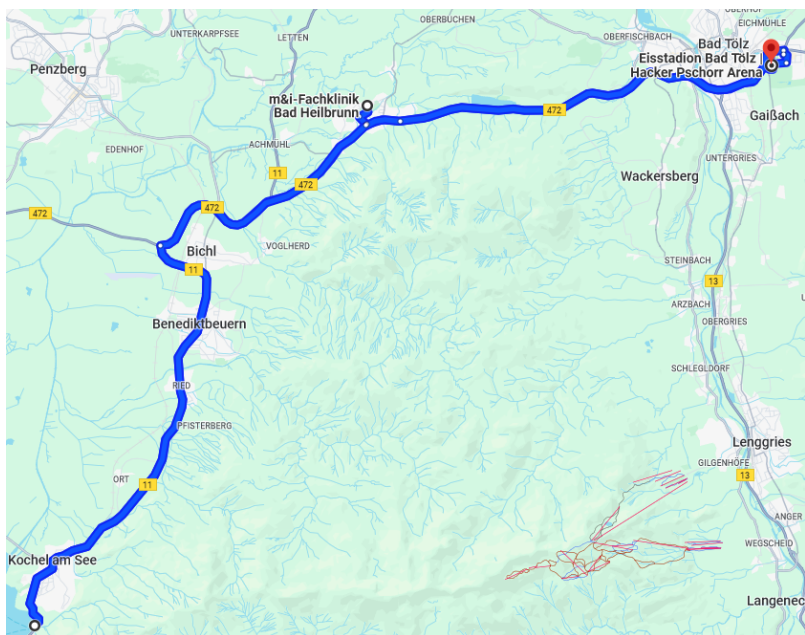 OBERHOF
EICHMÜHLE
OBERBUCHEN
UNTERKARPFSEE
LETTEN
OBERFISCHBACH
Bad Tölz
Eisstadion Bad Tölz |
Hacker Pschorr Arena
Penzberg
m&i-Fachklinik
Bad Heilbrunn
472
Gaißach
EDENHOF
ACHMÜHL
UNTERGRIES
11
472
Wackersberg
472
472
VOGLHERD
Bichl
STEINBACH
11
13
ARZBACH
OBERGRIES
Benediktbeuern
SCHLEGLDORF
RIED
PFISTERBERG
Lenggries
GILGENHÖFE
13
ORT
11
ANGER
WEGSCHEID
Kochel am See
Langenec